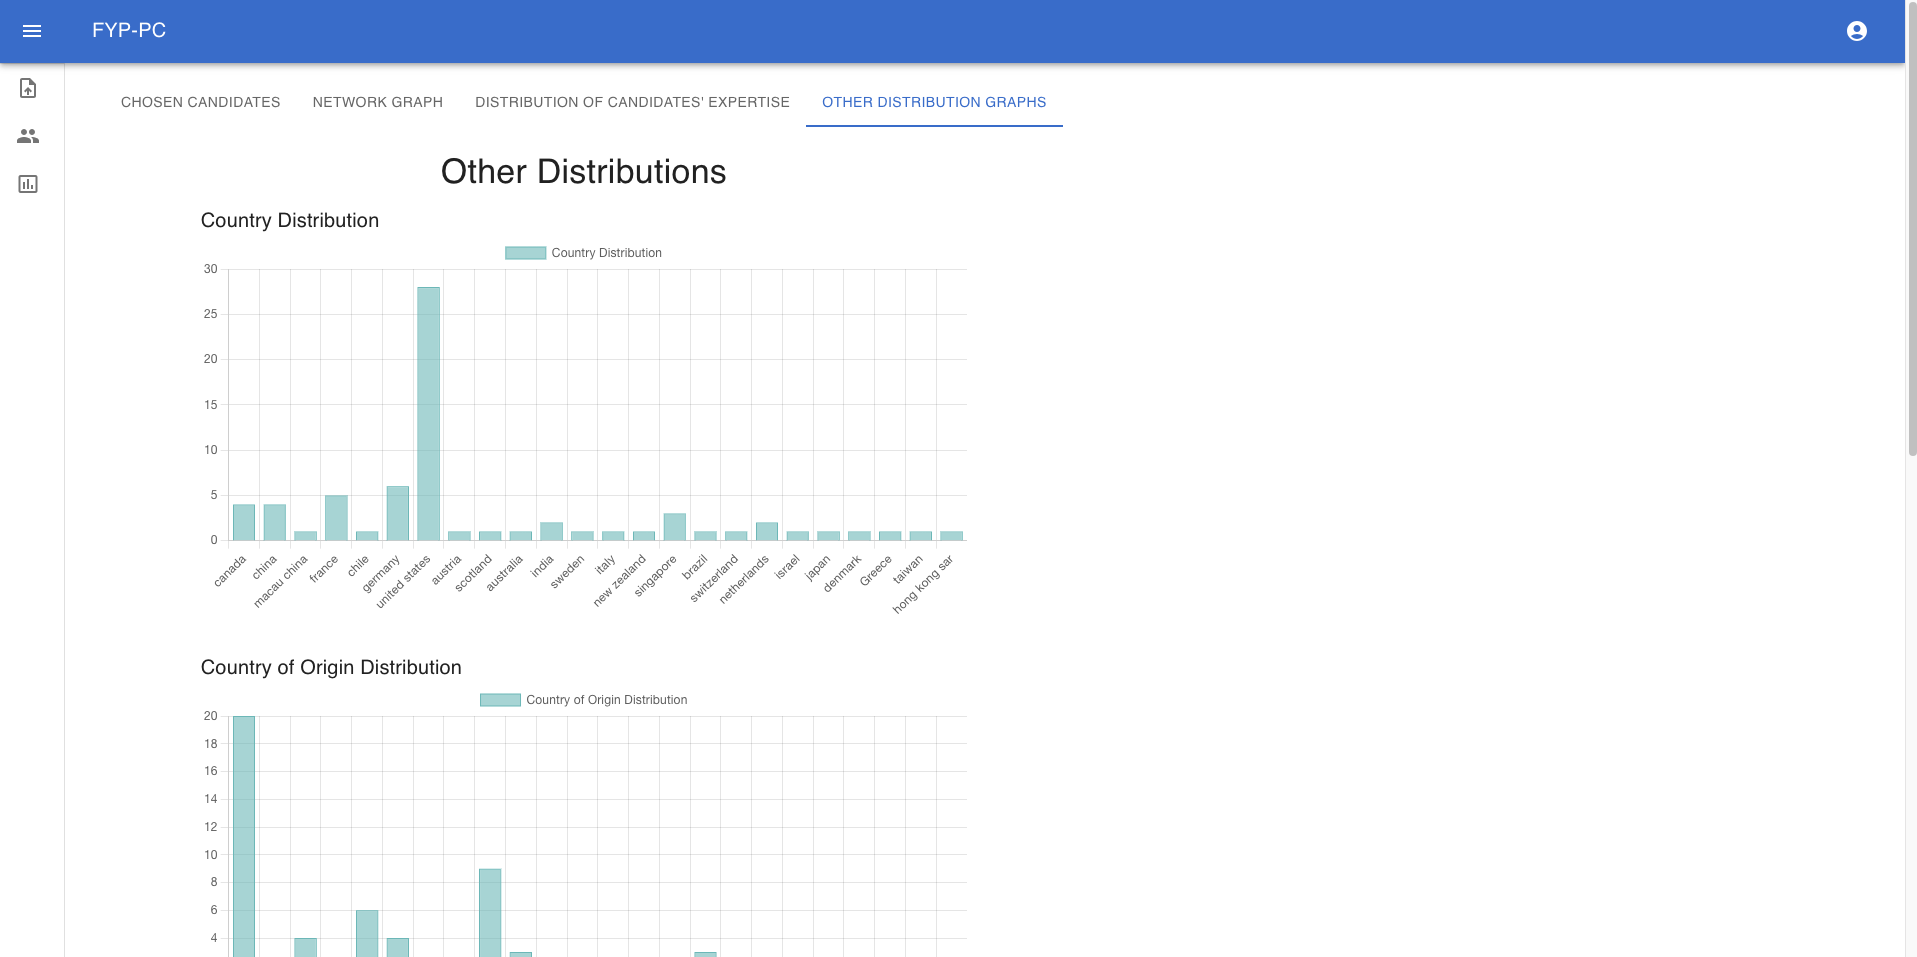 FYP-PC
CHOSEN CANDIDATES NETWORK GRAPH DISTRIBUTION OF CANDIDATES' EXPERTISE OTHER DISTRIBUTION GRAPHS
Other Distributions
Country Distribution
Country Distribution
30
25
20
15
10
5
0
canada china macau china france chile germany united states austria scotland australia india sweden italy new zealand singapore brazil switzerland netherlands israel japan denmark Greece taiwan hong kong sar
Country of Origin Distribution
Country of Origin Distribution
20
18
16
14
12
10
8
6
4